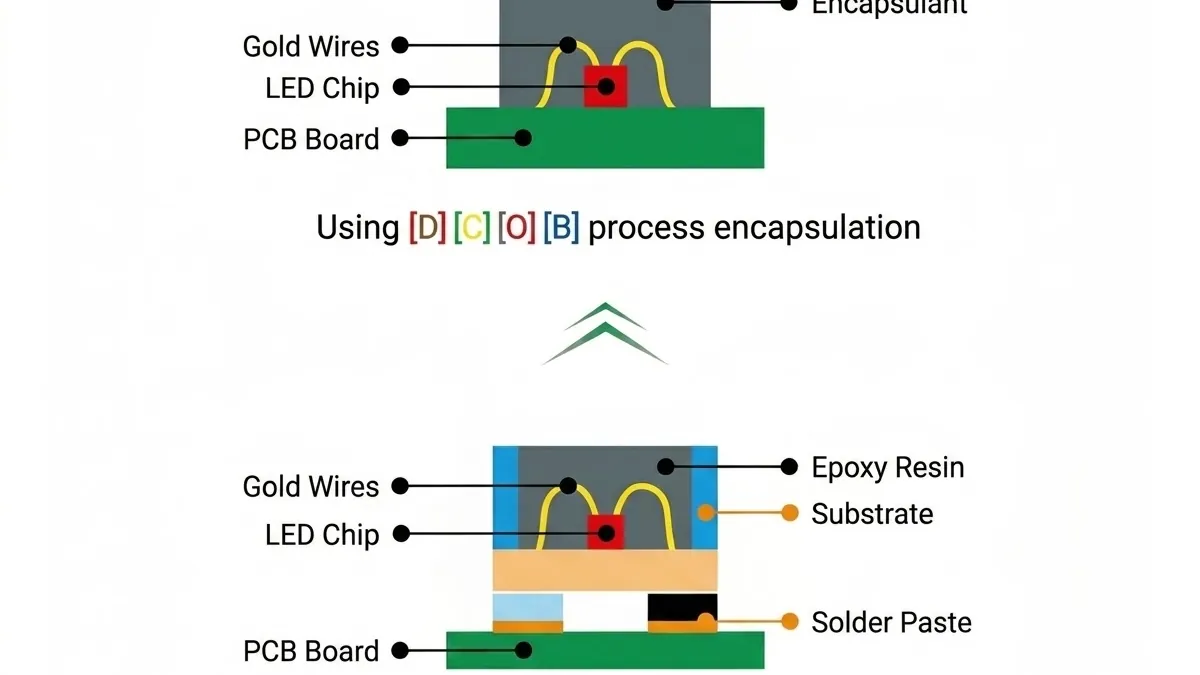 Encapsulant
Gold Wires
LED Chip
PCB Board
Using [D] [C] [O] [B] process encapsulation
Gold Wires
Epoxy Resin
LED Chip
Substrate
Solder Paste
PCB Board